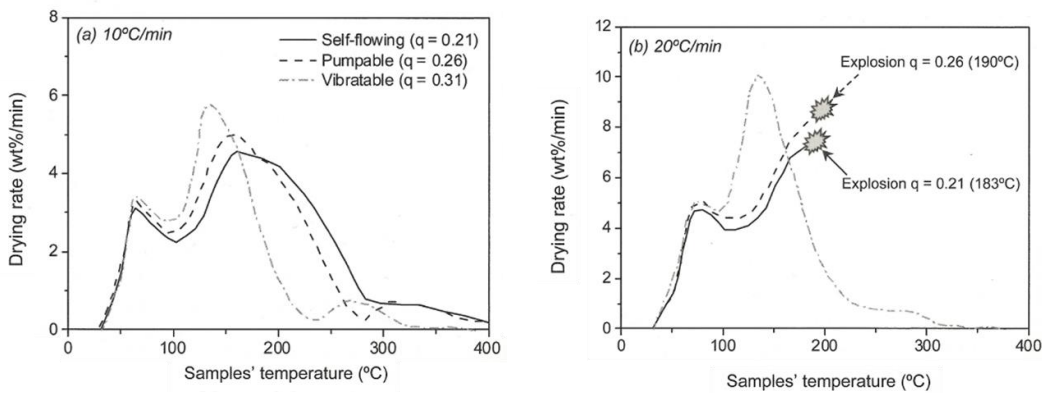 (a) 10ºC/min
Self-flowing (q = 0.21)
Pumpable (q = 0.26)
Vibratable (q = 0.31)
8
6
4
2
0
Drying rate (wt%/min)
0 100 200 300 400
Samples' temperature (ºC)
(b) 20ºC/min
Explosion q = 0.26 (190ºC)
Explosion q = 0.21 (183ºC)
12
10
8
6
4
2
0
Drying rate (wt%/min)
0 100 200 300 400
Samples' temperature (ºC)